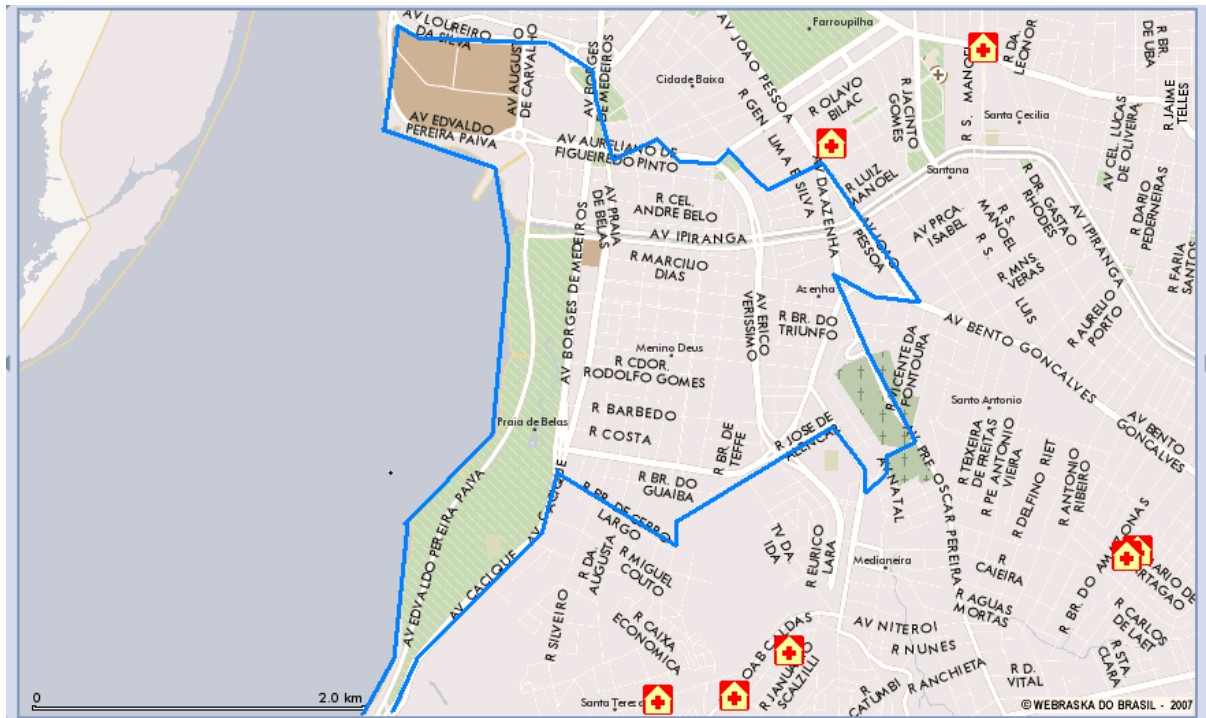 AV LOUREIRO
DA SILVA
AV AUGUSTO
DE CARVALHO
AV BORGES
DE MEDEIROS
AV JOAO PESSOA
Farroupilha
Cidade Baixa
R OLAVO
BILAC
R JACINTO
GOMES
R S. MANOEL
R DA.
LEONOR
R BR.
DE UBA
R JAIME
TELLES
Santa Cecilia
AV CEL. LUCAS
DE OLIVEIRA
AV EDVALDO
PEREIRA PAIVA
AV AURELIANO DE
FIGUEIREDO PINTO
R GEN. LIMA E SILVA
AV DA AZENHA
R LUIZ
MANOEL
Santana
R DR. GASTAO
RHODES
AV IPIRANGA
R DARIO
PEDERNEIRAS
R FARIA
SANTOS
AV PRAIA
DE BELAS
R CEL.
ANDRE BELO
AV IPIRANGA
AV JOAO
PESSOA
AV PRCA.
ISABEL
R S.
MANOEL
R MNS.
VERAS
R S.
LUIS
R AURELIO
PORTO
R MARCILIO
DIAS
AV BORGES DE MEDEIROS
Azenha
AV ERICO
VERISSIMO
R BR. DO
TRIUNFO
AV BENTO GONCALVES
Menino Deus
R CDOR.
RODOLFO GOMES
R VICENTE DA
FONTOURA
Santo Antonio
AV BENTO
GONCALVES
R BARBEDO
Praia de Belas
R COSTA
R BR. DE
TEFFE
R JOSE DE
ALENCAR
R TEIXEIRA
DE FREITAS
R PE ANTONIO
VIEIRA
R DELFINO RIET
R ANTONIO
RIBEIRO
AV PRE OSCAR PEREIRA
AV NATAL
R BR. DO
GUAIBA
AV CACIQUE
R BR. DE CERRO
LARGO
AV EDVALDO PEREIRA PAIVA
AV CACIQUE
TV DA.
IDA
R EURICO
LARA
Medianeira
R DA.
AUGUSTA
R MIGUEL
COUTO
R
CAIEIRA
R BR. DO AMAZONAS
R AGUAS
MORTAS
R CARLOS
DE LAET
R STA.
CLARA
R SILVEIRO
R CAIXA
ECONOMICA
CALDAS
R JANUARIO
SCALZILLI
AV NITEROI
R NUNES
R ANCHIETA
R
CATUMBI
R D.
VITAL
Santa Tereza
0
2.0 km
© WEBRASKA DO BRASIL - 2007